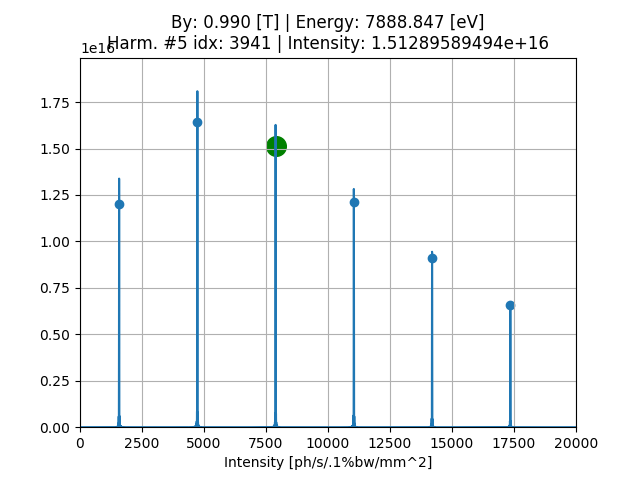 By: 0.990 [T] | Energy: 7888.847 [eV]
Harm. #5 idx: 3941 | Intensity: 1.51289589494e+16
1e16
1.75
1.50
1.25
1.00
0.75
0.50
0.25
0.00
0 2500 5000 7500 10000 12500 15000 17500 20000
Intensity [ph/s/.1%bw/mm^2]